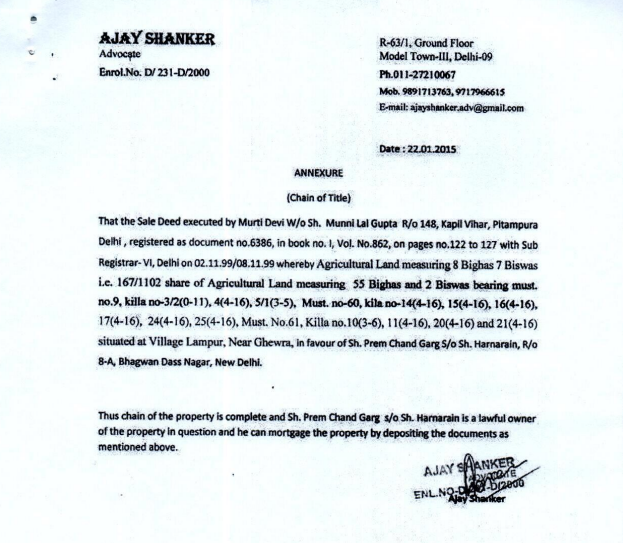 AJAY SHANKER
Advocate
Enrol.No. D/ 231-D/2000
R-63/1, Ground Floor
Model Town-III, Delhi-09
Ph.011-27210067
Mob. 9891713763, 9717966615
E-mail: ajayshanker.adv@gmail.com
Date : 22.01.2015
ANNEXURE
(Chain of Title)
That the Sale Deed executed by Murti Devi W/o Sh. Munni Lal Gupta R/o 148, Kapil Vihar, Pitampura
Delhi , registered as document no.6386, in book no. I, Vol. No.862, on pages no.122 to 127 with Sub
Registrar- VI, Delhi on 02.11.99/08.11.99 whereby Agricultural Land measuring 8 Bighas 7 Biswas
i.e. 167/1102 share of Agricultural Land measuring 55 Bighas and 2 Biswas bearing must.
no.9, killa no-3/2(0-11), 4(4-16), 5/1(3-5), Must. no-60, kila no-14(4-16), 15(4-16), 16(4-16),
17(4-16), 24(4-16), 25(4-16), Must. No.61, Killa no.10(3-6), 11(4-16), 20(4-16) and 21(4-16)
situated at Village Lampur, Near Ghewra, in favour of Sh. Prem Chand Garg S/o Sh. Harnarain, R/o
8-A, Bhagwan Dass Nagar, New Delhi.
Thus chain of the property is complete and Sh. Prem Chand Garg s/o Sh. Harnarain is a lawful owner
of the property in question and he can mortgage the property by depositing the documents as
mentioned above.
AJAY SHANKER
ADVOCATE
ENL.NO-
Ajay Shanker